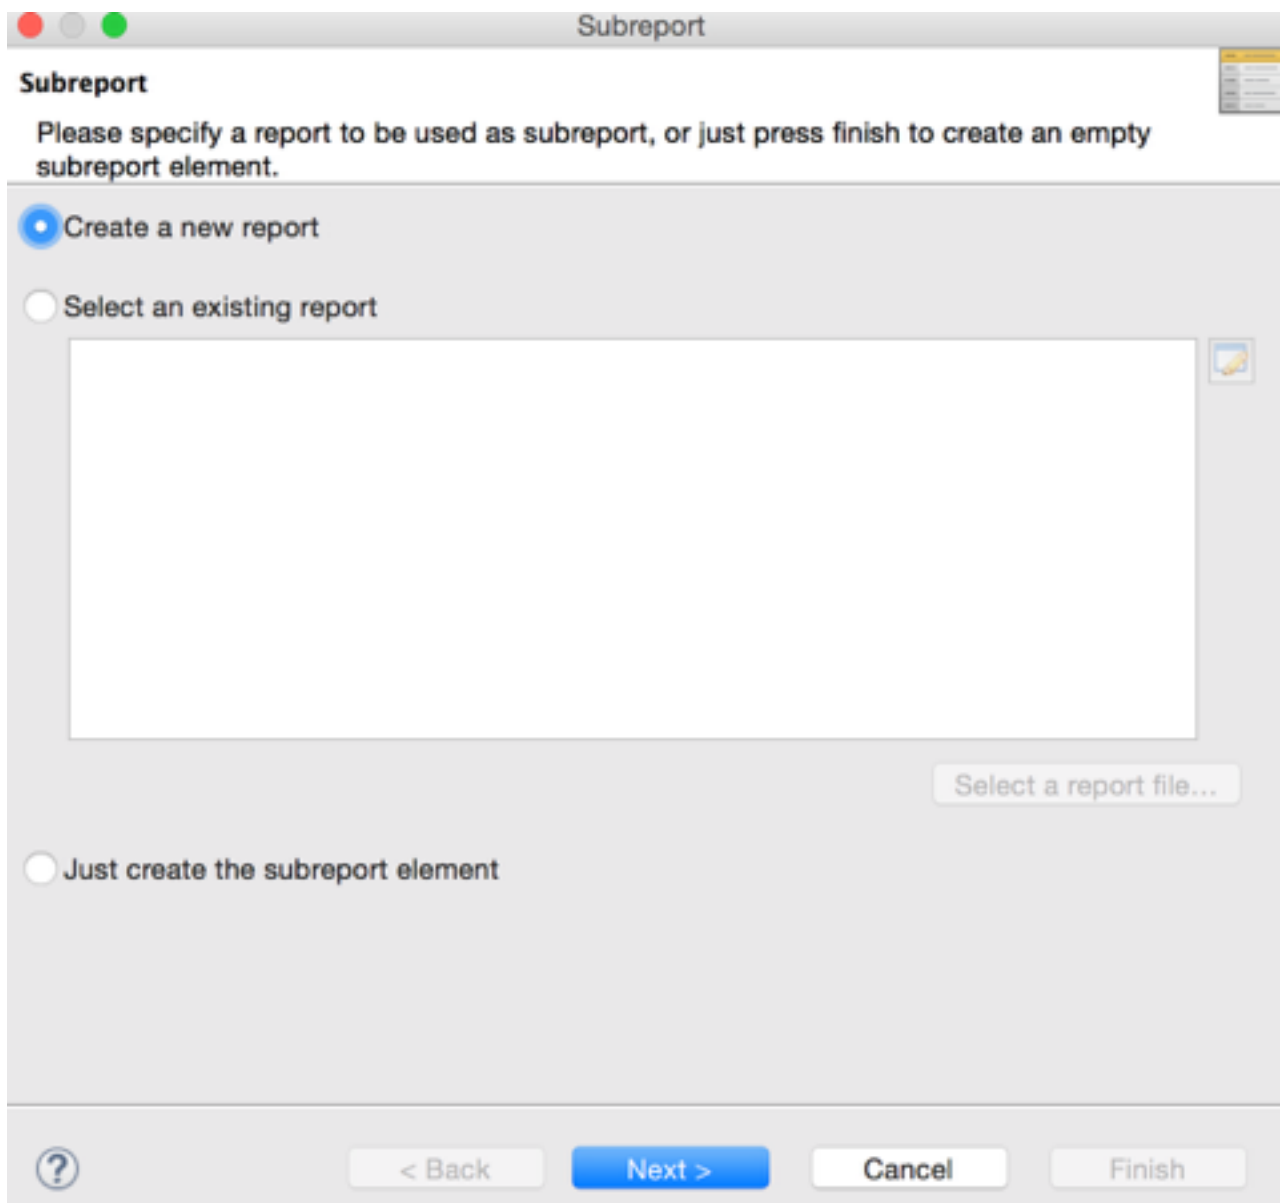 Subreport
Subreport
Please specify a report to be used as subreport, or just press finish to create an empty
subreport element.
Create a new report
Select an existing report
Select a report file...
Just create the subreport element
?
< Back
Next >
Cancel
Finish